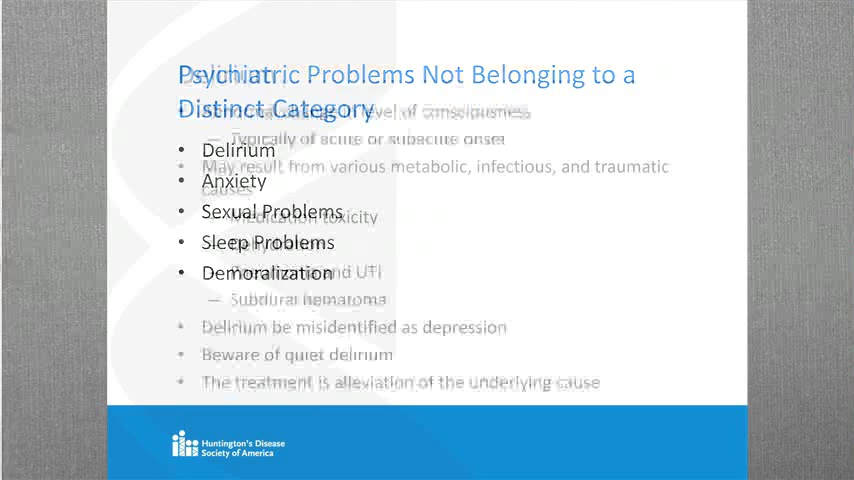 Psychiatric Problems Not Belonging to a
Distinct Category
• Delirium
• Anxiety
• Sexual Problems
• Sleep Problems
• Demoralization
Delirium
level of consciousness
– Typically of acute or subacute onset
• May result from various metabolic, infectious, and traumatic
causes
– Medication toxicity
and UTI
– Subdural hematoma
• Delirium be misidentified as depression
• Beware of quiet delirium
• The treatment is alleviation of the underlying cause
Huntington's Disease
Society of America